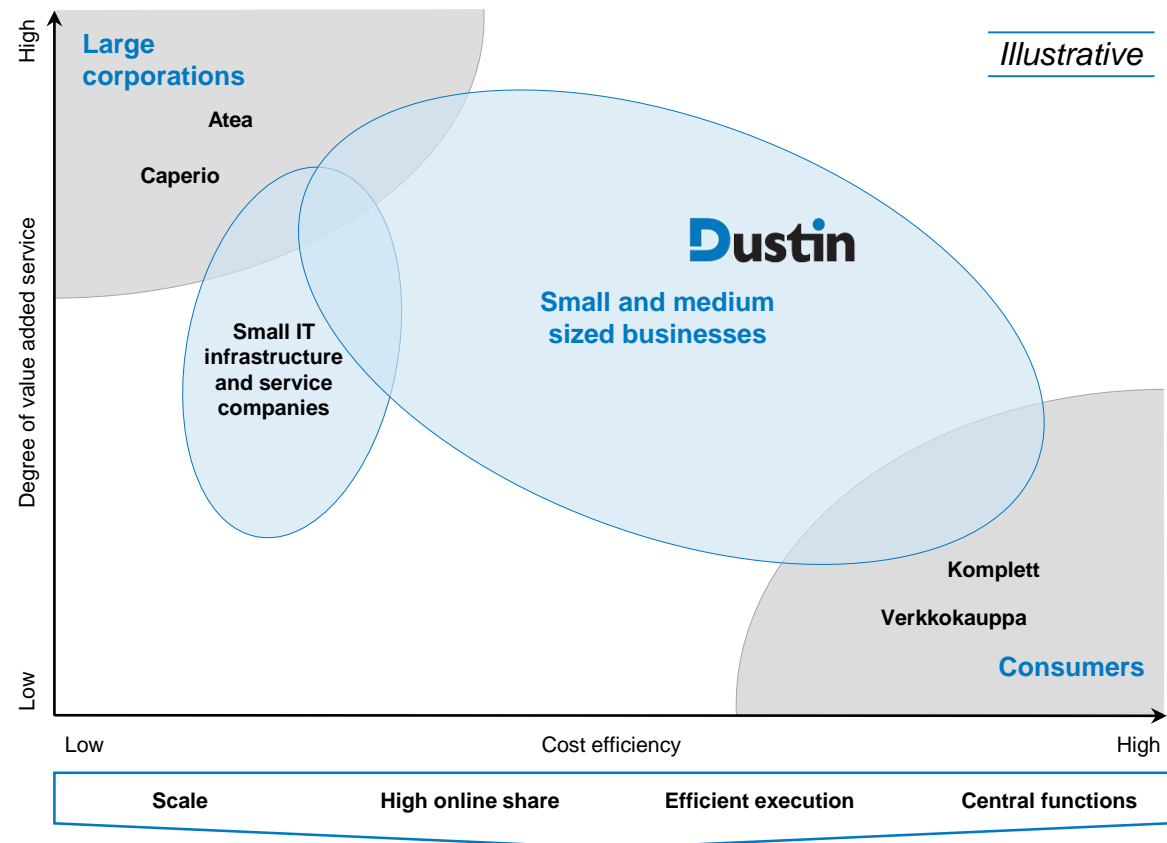 High
Large
corporations
Illustrative
Atea
Caperio
Dustin
Small and medium
sized businesses
Small IT
infrastructure
and service
companies
Degree of value added service
Komplett
Verkkokauppa
Consumers
Low
Low
Cost efficiency
High
Scale
High online share
Efficient execution
Central functions